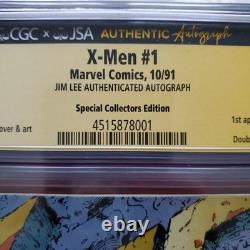 CGC × JSA AUTHENTIC Autograph
X-Men #1
Marvel Comics, 10/91
JIM LEE AUTHENTICATED AUTOGRAPH
Special Collectors Edition
over & art
1st ap
4515878001
Doub